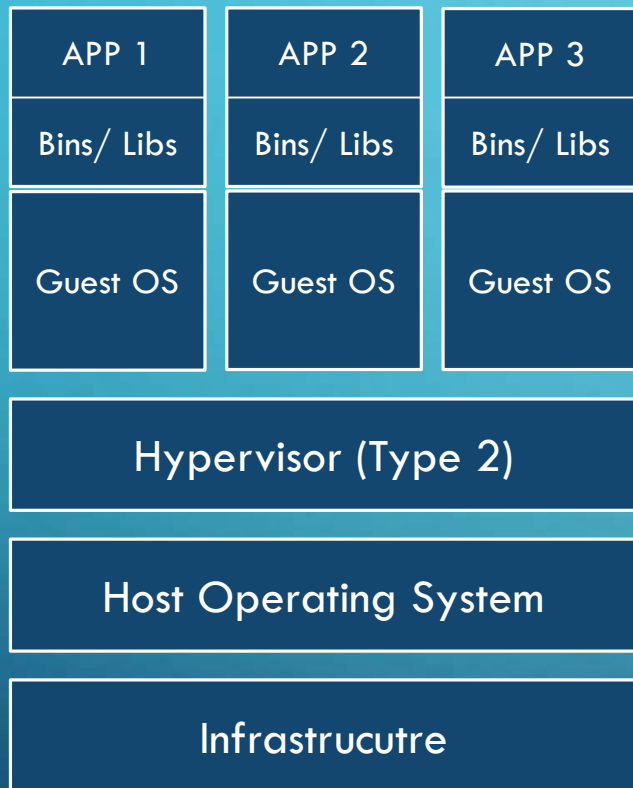 APP 1
APP 2
APP 3
Bins/ Libs
Bins/ Libs
Bins/ Libs
Guest OS
Guest OS
Guest OS
Hypervisor (Type 2)
Host Operating System
Infrastrucutre